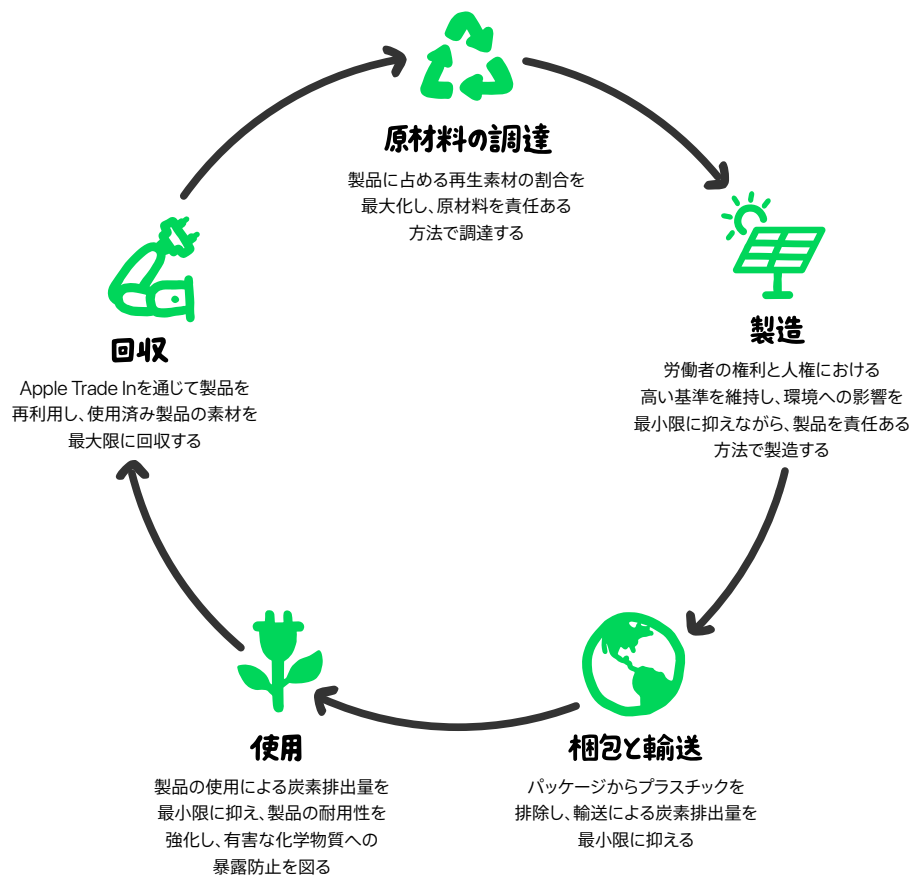 原材料の調達
製品に占める再生素材の割合を
最大化し、原材料を責任ある
方法で調達する
製造
労働者の権利と人権における
高い基準を維持し、環境への影響を
最小限に抑えながら、製品を責任ある
方法で製造する
梱包と輸送
パッケージからプラスチックを
排除し、輸送による炭素排出量を
最小限に抑える
使用
製品の使用による炭素排出量を
最小限に抑え、製品の耐用性を
強化し、有害な化学物質への
暴露防止を図る
回収
Apple Trade Inを通じて製品を
再利用し、使用済み製品の素材を
最大限に回収する